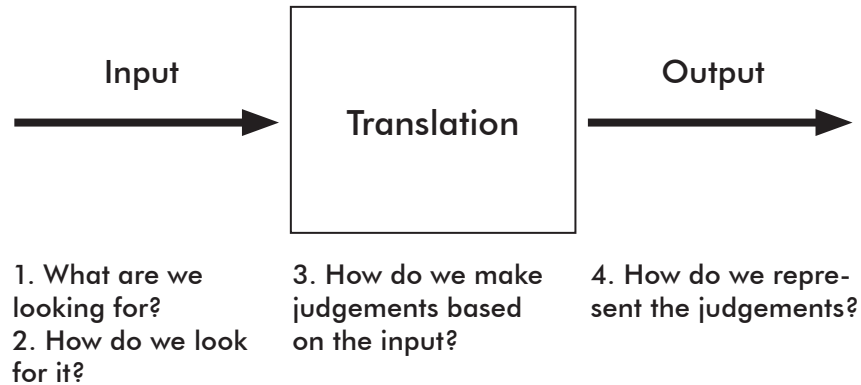 Input
Translation
Output
1. What are we
looking for?
2. How do we look
for it?
3. How do we make
judgements based
on the input?
4. How do we repre-
sent the judgements?